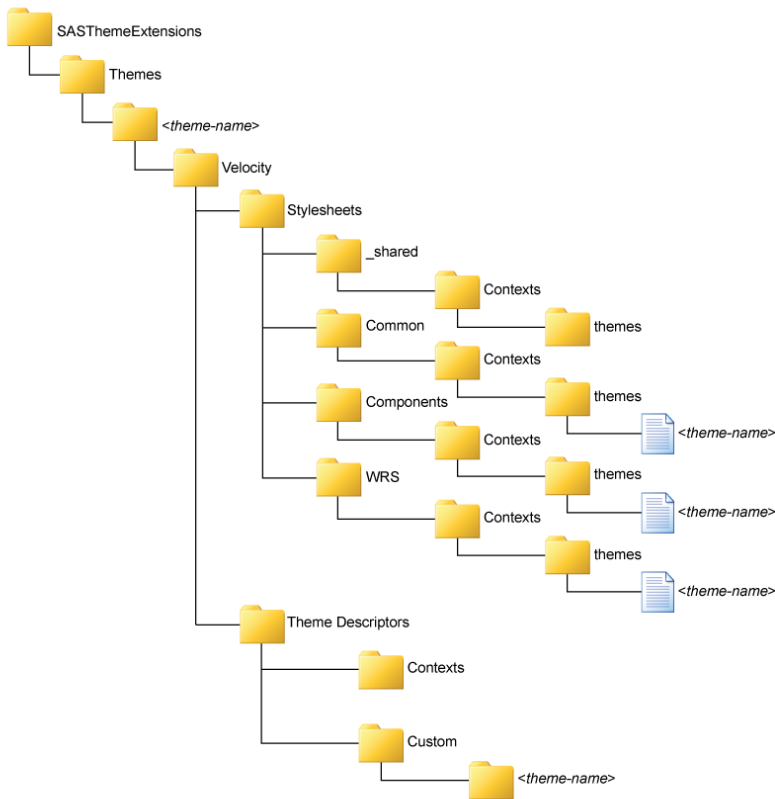 SASThemeExtensions
Themes
<theme-name>
Velocity
Stylesheets
_shared
Contexts
themes
Common
Contexts
themes
<theme-name>
Components
Contexts
themes
<theme-name>
WRS
Contexts
themes
<theme-name>
Theme Descriptors
Contexts
Custom
<theme-name>